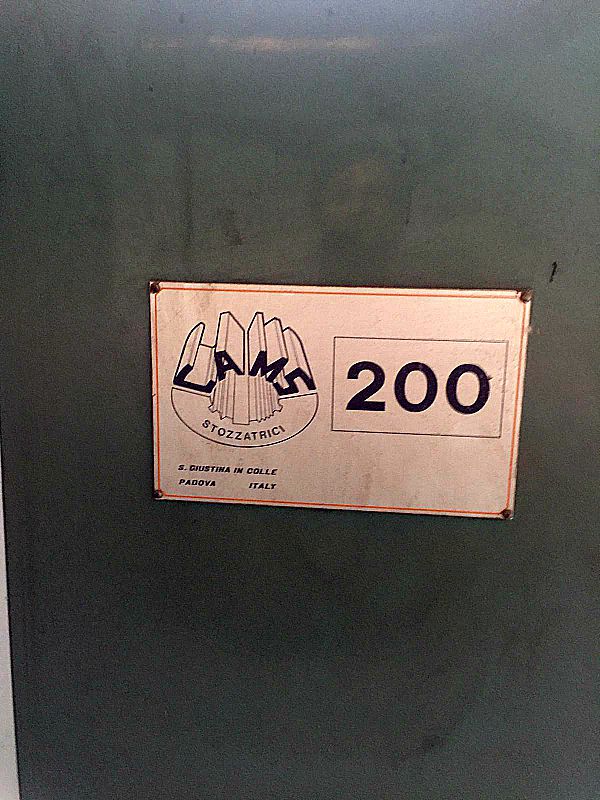 CAMS
STOZZATRICI
200
S. GIUSTINA IN COLLE
PADOVA ITALY